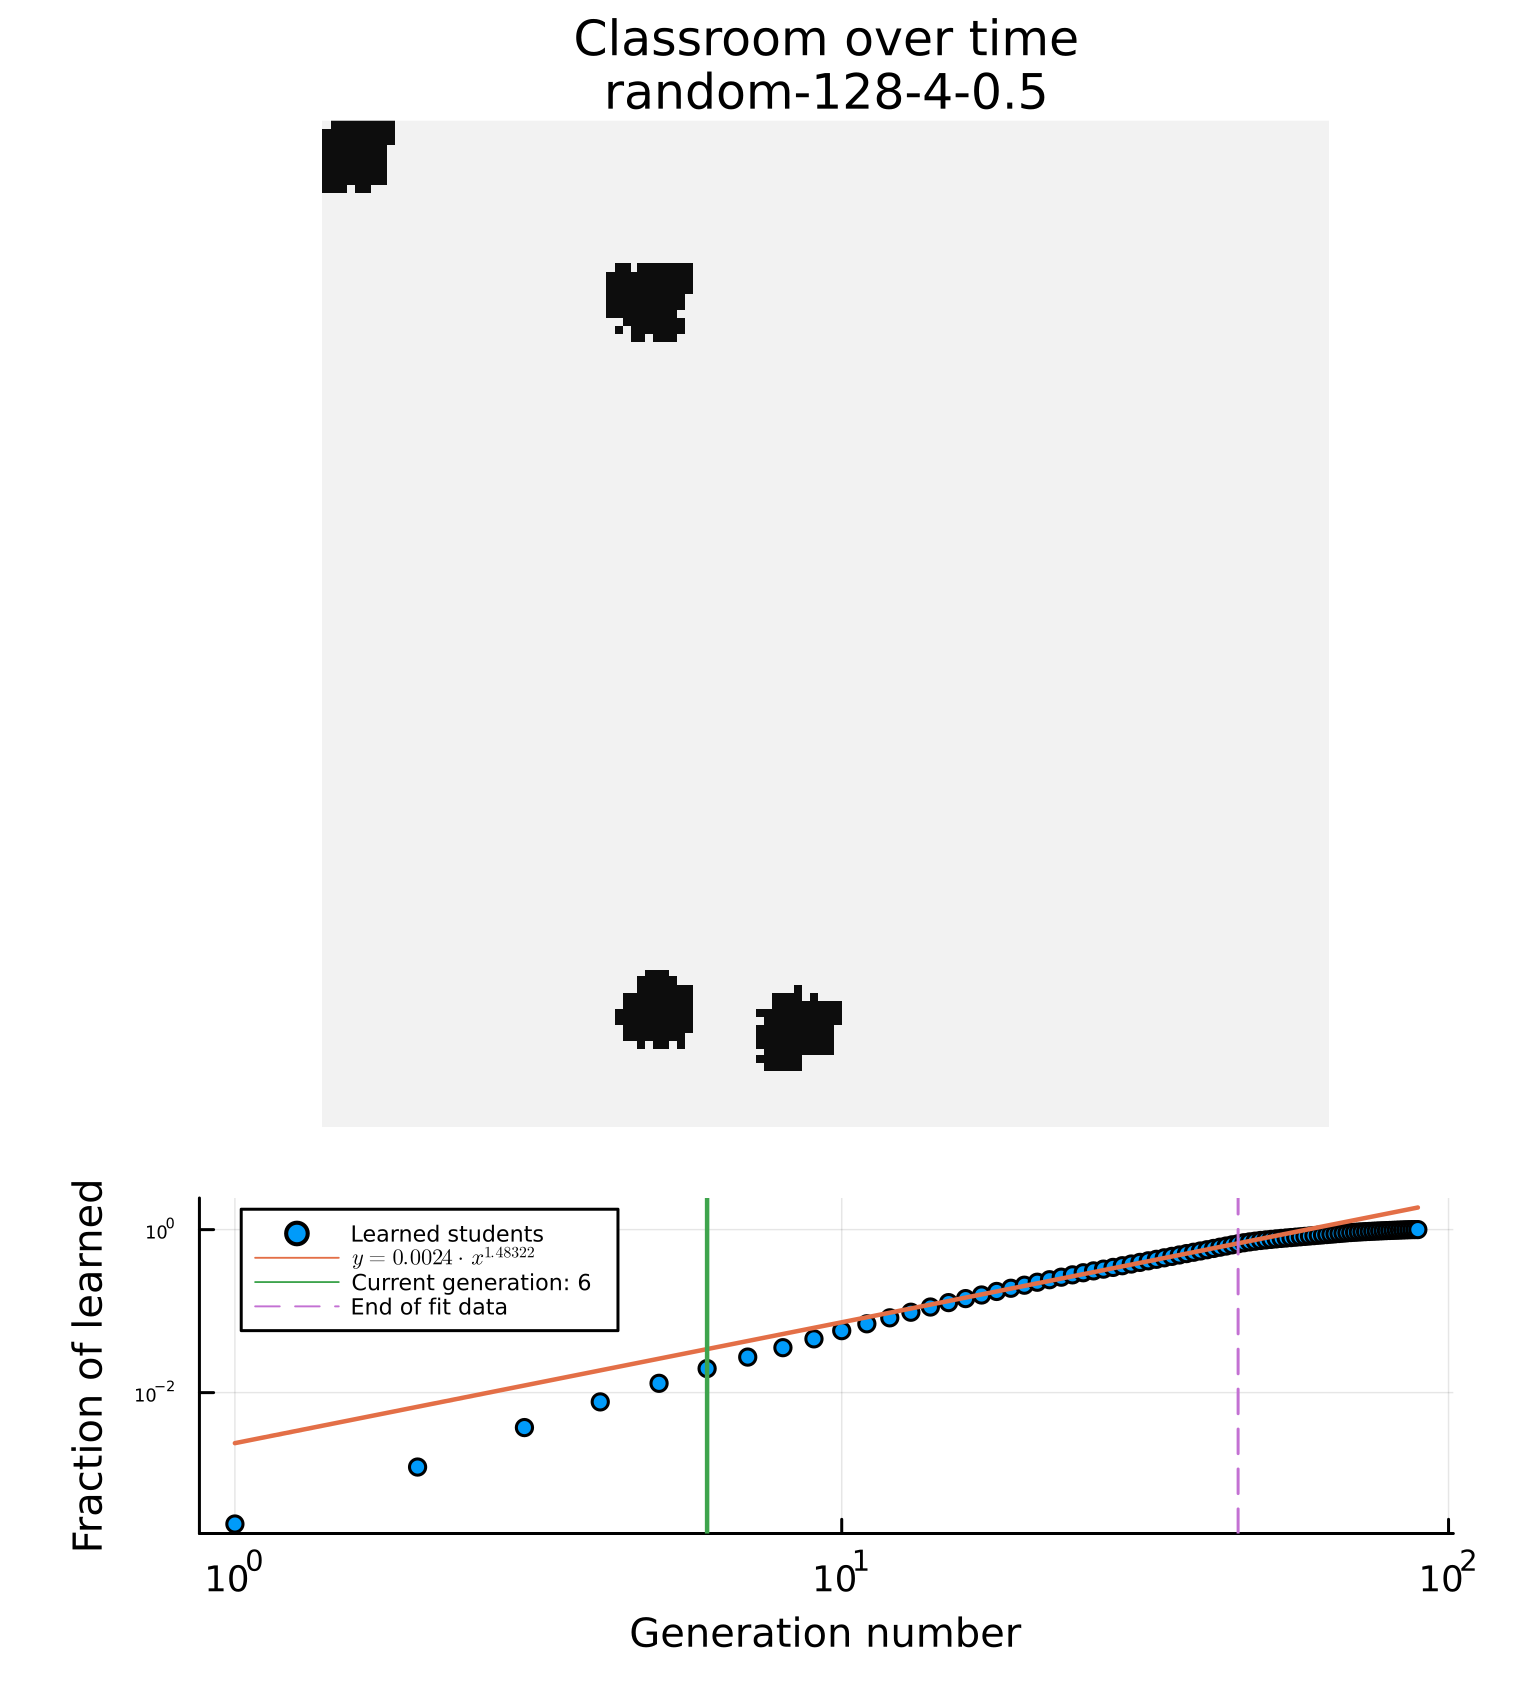 Classroom over time
random-128-4-0.5
Fraction of learned
10^0
10^-2
Learned students
y = 0.0024 · x^1.48322
Current generation: 6
End of fit data
10^0 10^1 10^2
Generation number